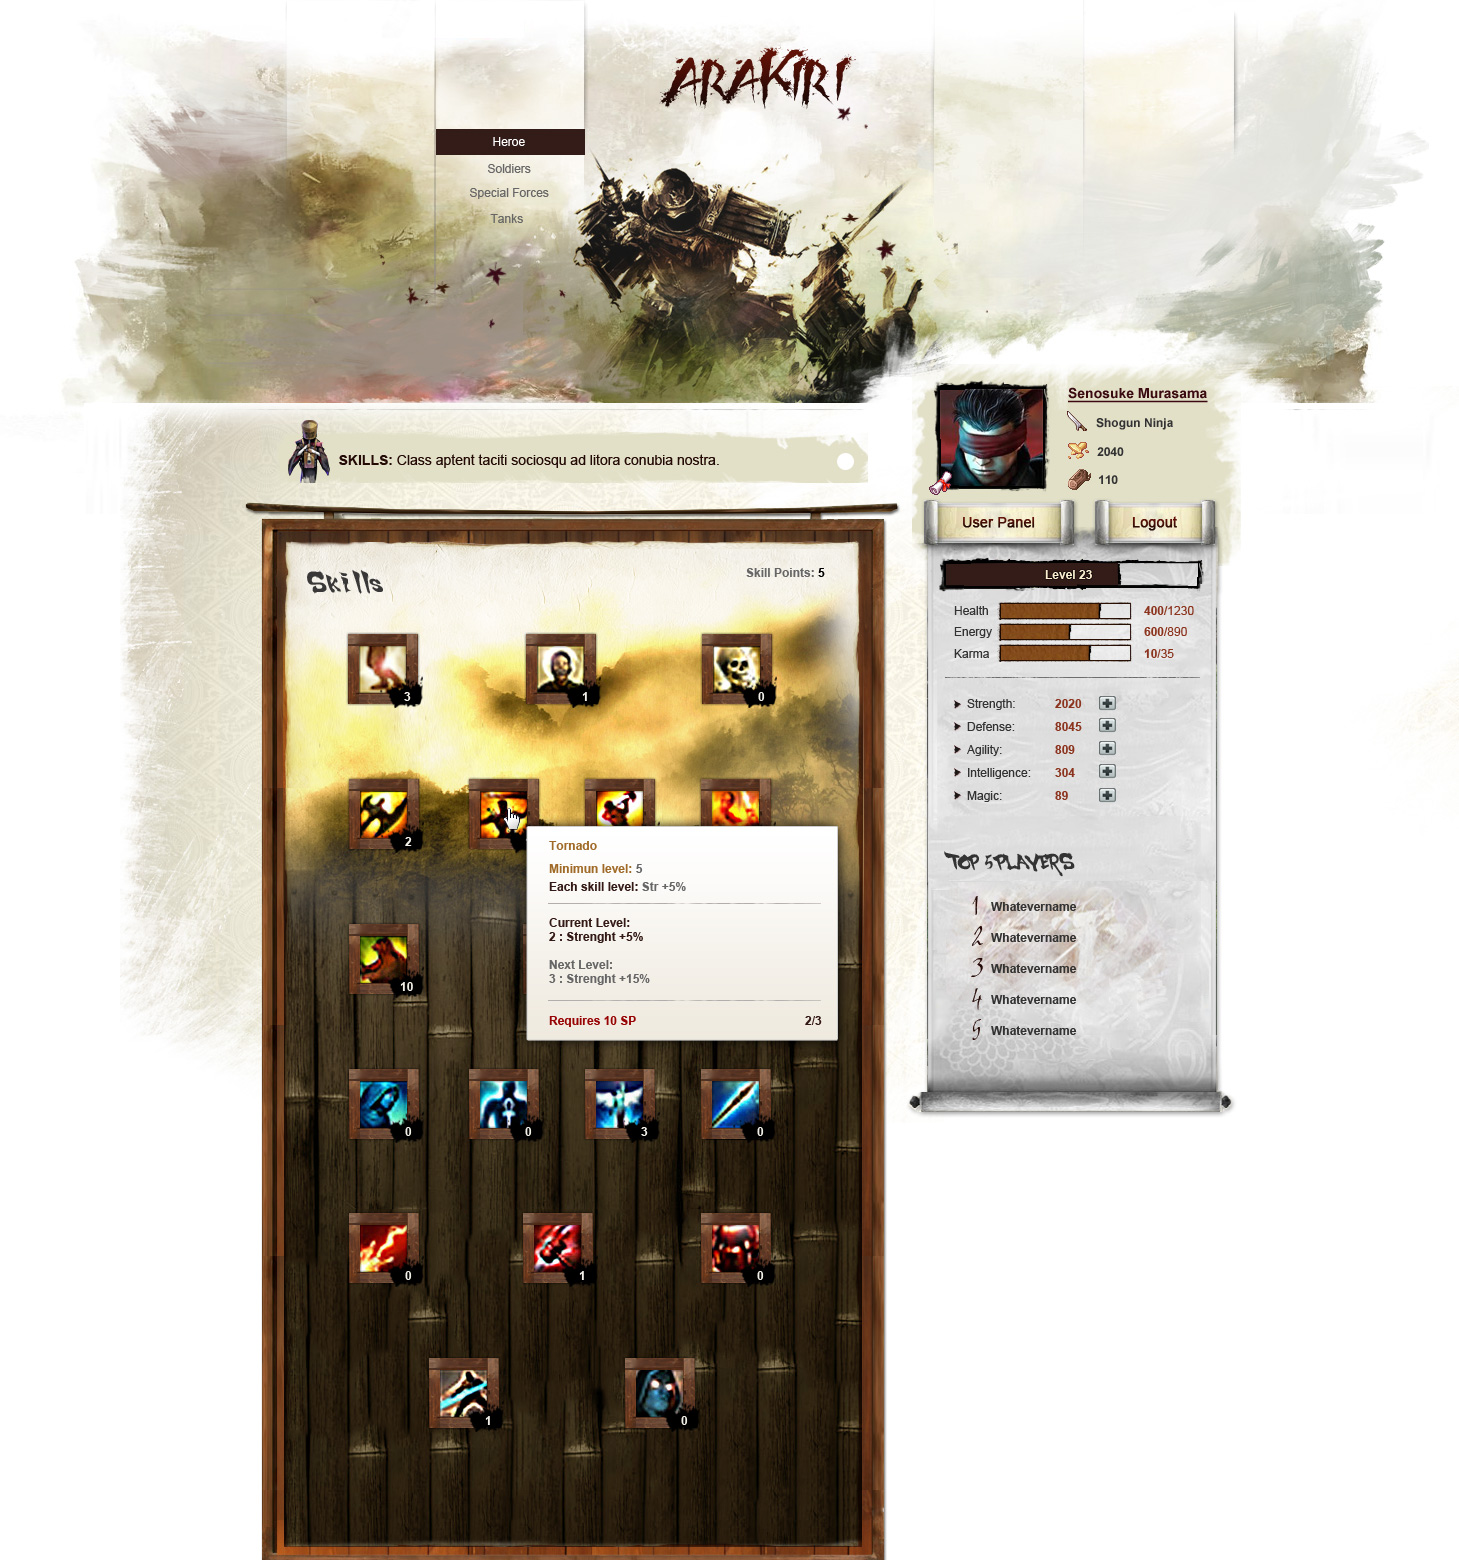 ARAKIRI
Heroe
Soldiers
Special Forces
Tanks
Senosuke Murasama
Shogun Ninja
2040
110
SKILLS: Class aptent taciti sociosqu ad litora conubia nostra.
User Panel
Logout
Skills
Skill Points: 5
3
1
0
2
Tornado
Minimun level: 5
Each skill level: Str +5%
Current Level:
2 : Strenght +5%
Next Level:
3 : Strenght +15%
Requires 10 SP
2/3
10
0
0
3
0
0
1
0
1
0
Level 23
Health 400/1230
Energy 600/890
Karma 10/35
Strength: 2020
Defense: 8045
Agility: 809
Intelligence: 304
Magic: 89
TOP 5 PLAYERS
1 Whatevername
2 Whatevername
3 Whatevername
4 Whatevername
5 Whatevername